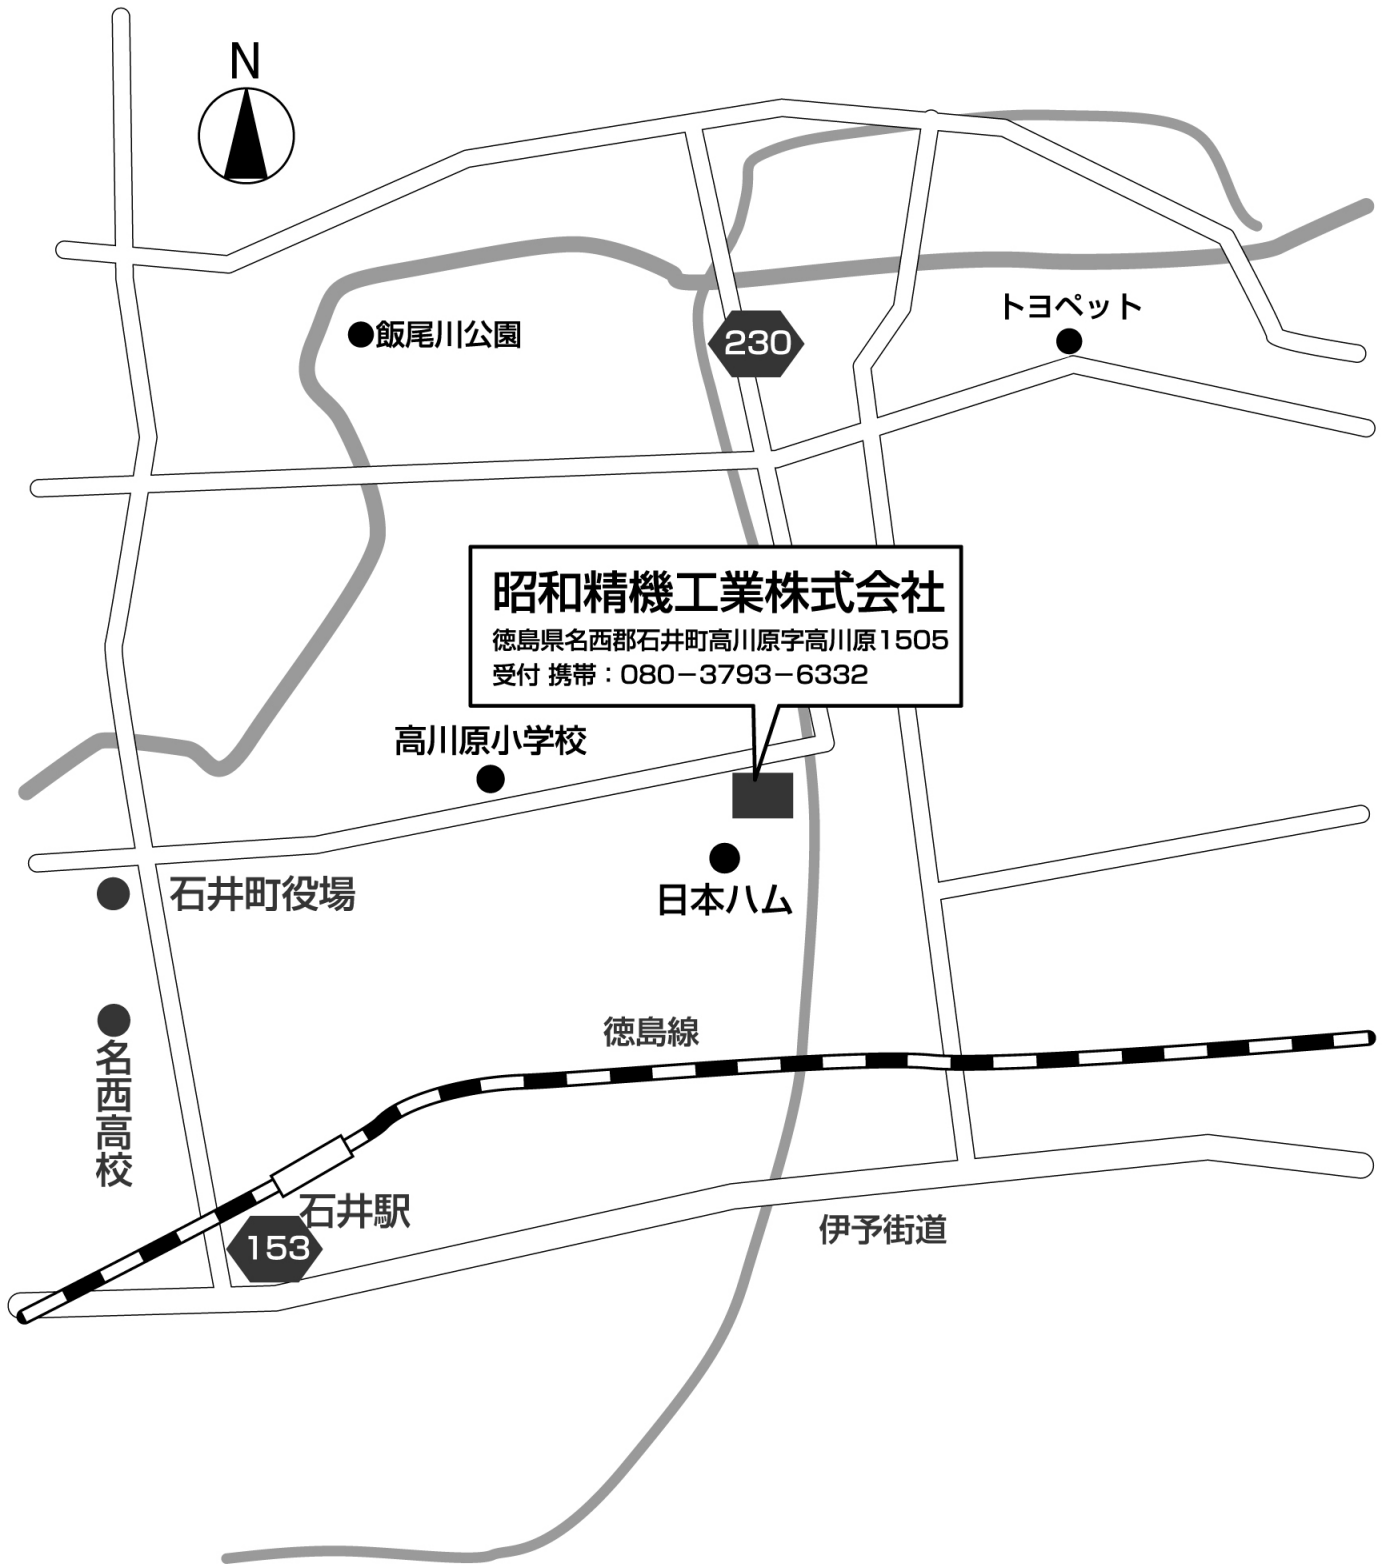 N
トヨペット
●飯尾川公園
230
昭和精機工業株式会社
徳島県名西郡石井町高川原字高川原1505
受付 携帯：080－3793－6332
高川原小学校
石井町役場
日本ハム
徳島線
名西高校
石井駅
伊予街道
153